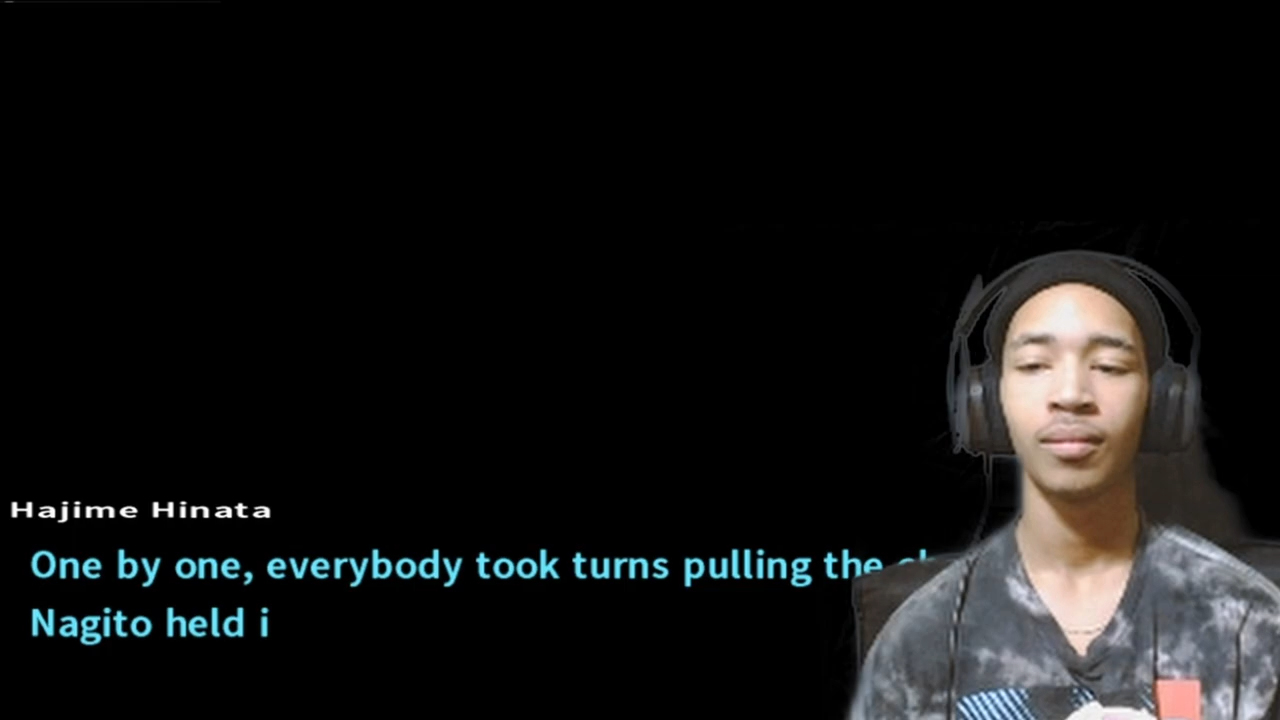 Hajime Hinata
One by one, everybody took turns pulling the
Nagito held i